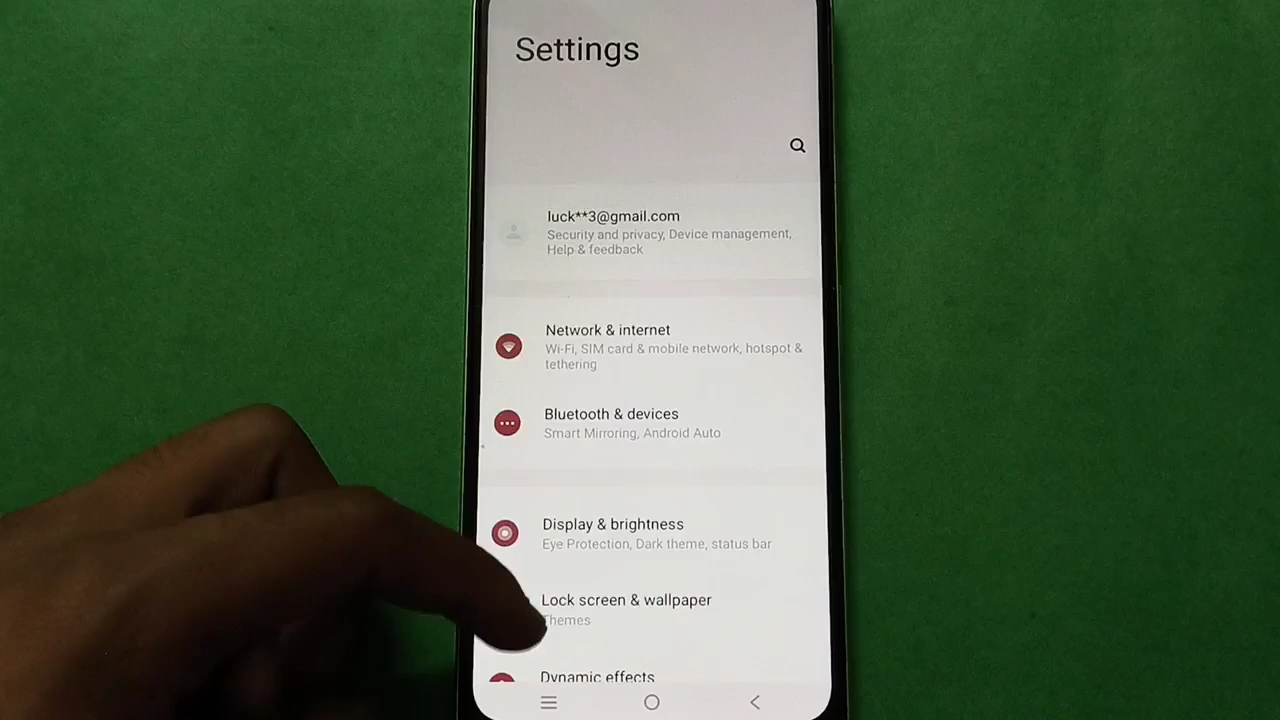 Settings
luck**3@gmail.com
Security and privacy, Device management,
Help & feedback
Network & internet
Wi-Fi, SIM card & mobile network, hotspot &
tethering
Bluetooth & devices
Smart Mirroring, Android Auto
Display & brightness
Eye Protection, Dark theme, status bar
Lock screen & wallpaper
Themes
Dynamic effects